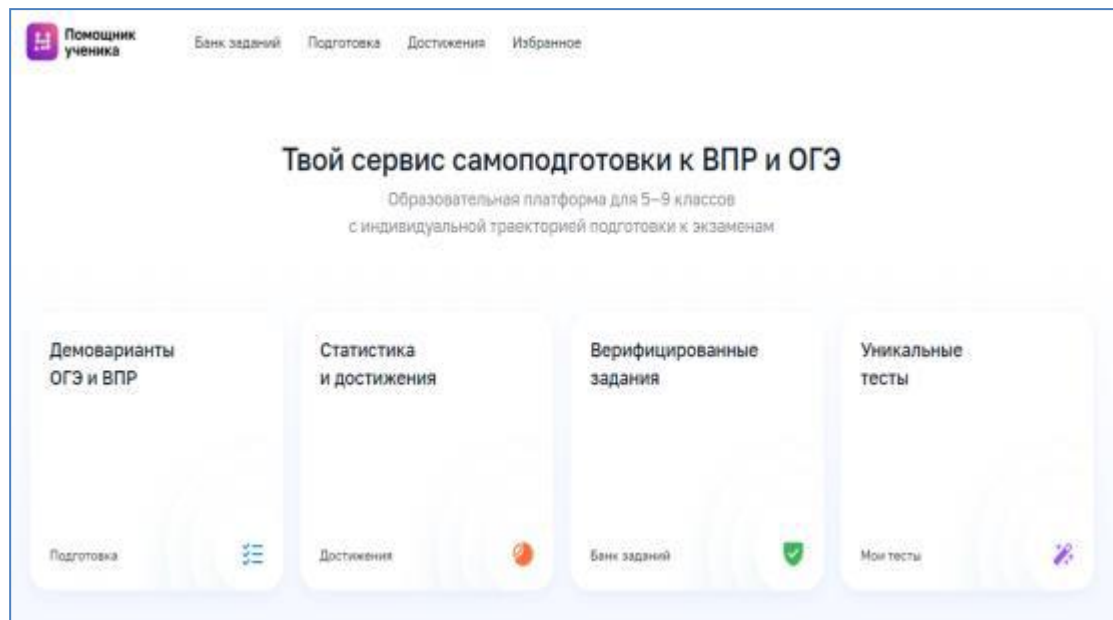 Помощник
ученика
Банк заданий Подготовка Достижения Избранное
Твой сервис самоподготовки к ВПР и ОГЭ
Образовательная платформа для 5–9 классов
с индивидуальной траекторией подготовки к экзаменам
Демоварианты
ОГЭ и ВПР
Подготовка
Статистика
и достижения
Достижения
Верифицированные
задания
Банк заданий
Уникальные
тесты
Мои тесты